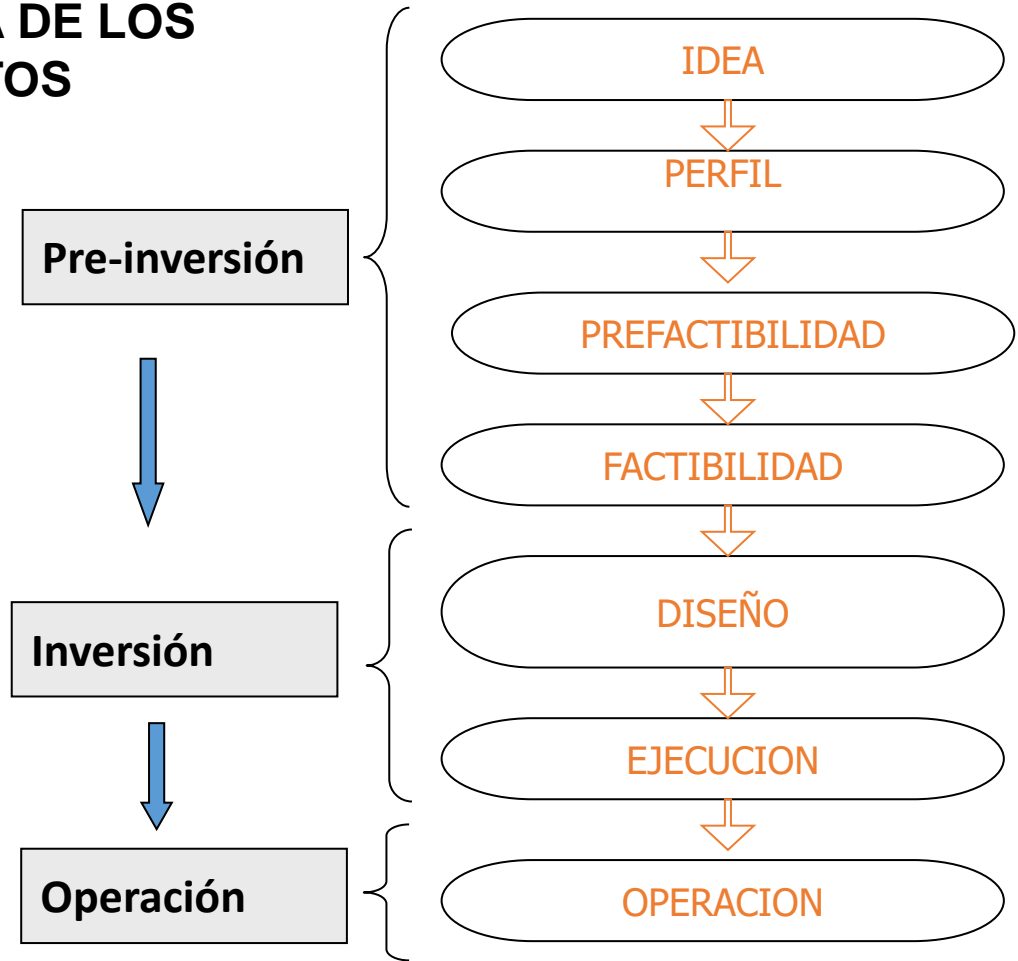 A DE LOS
TOS
IDEA
PERFIL
Pre-inversión
PREFACTIBILIDAD
FACTIBILIDAD
DISEÑO
Inversión
EJECUCION
Operación
OPERACION